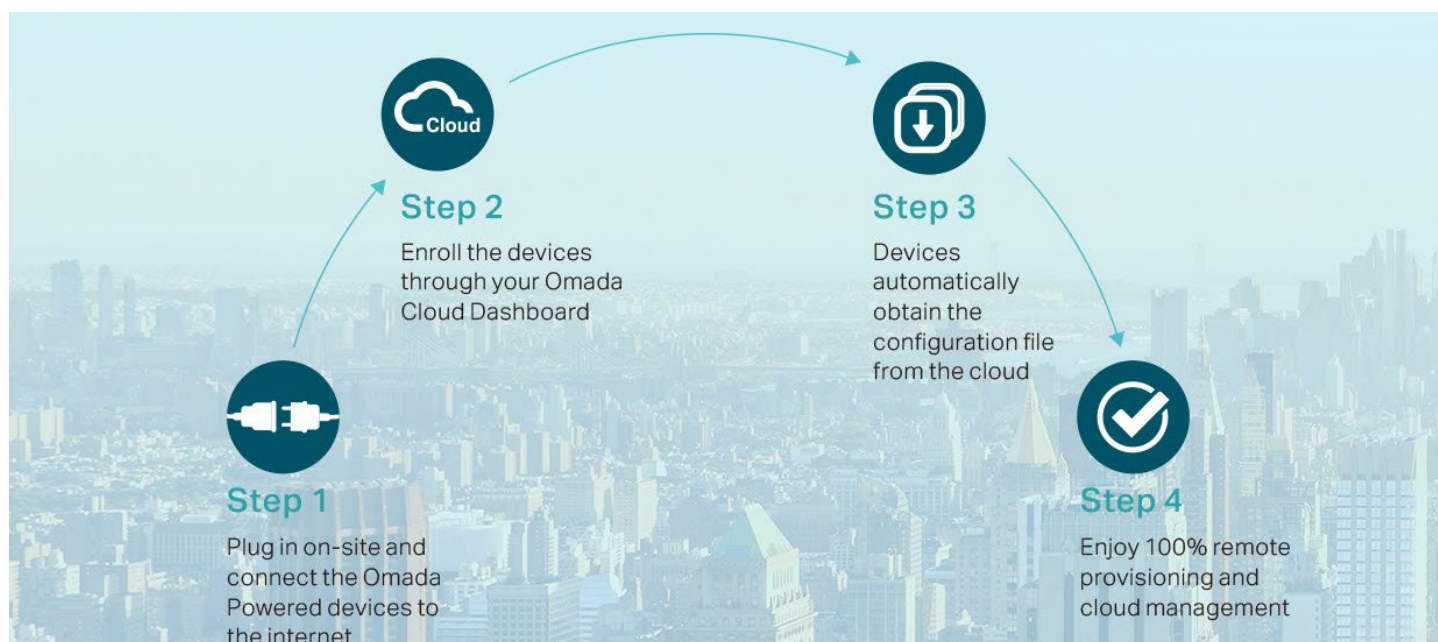 Cloud
Step 2
Enroll the devices
through your Omada
Cloud Dashboard
Step 3
Devices
automatically
obtain the
configuration file
from the cloud
Step 1
Plug in on-site and
connect the Omada
Powered devices to
the internet
Step 4
Enjoy 100% remote
provisioning and
cloud management